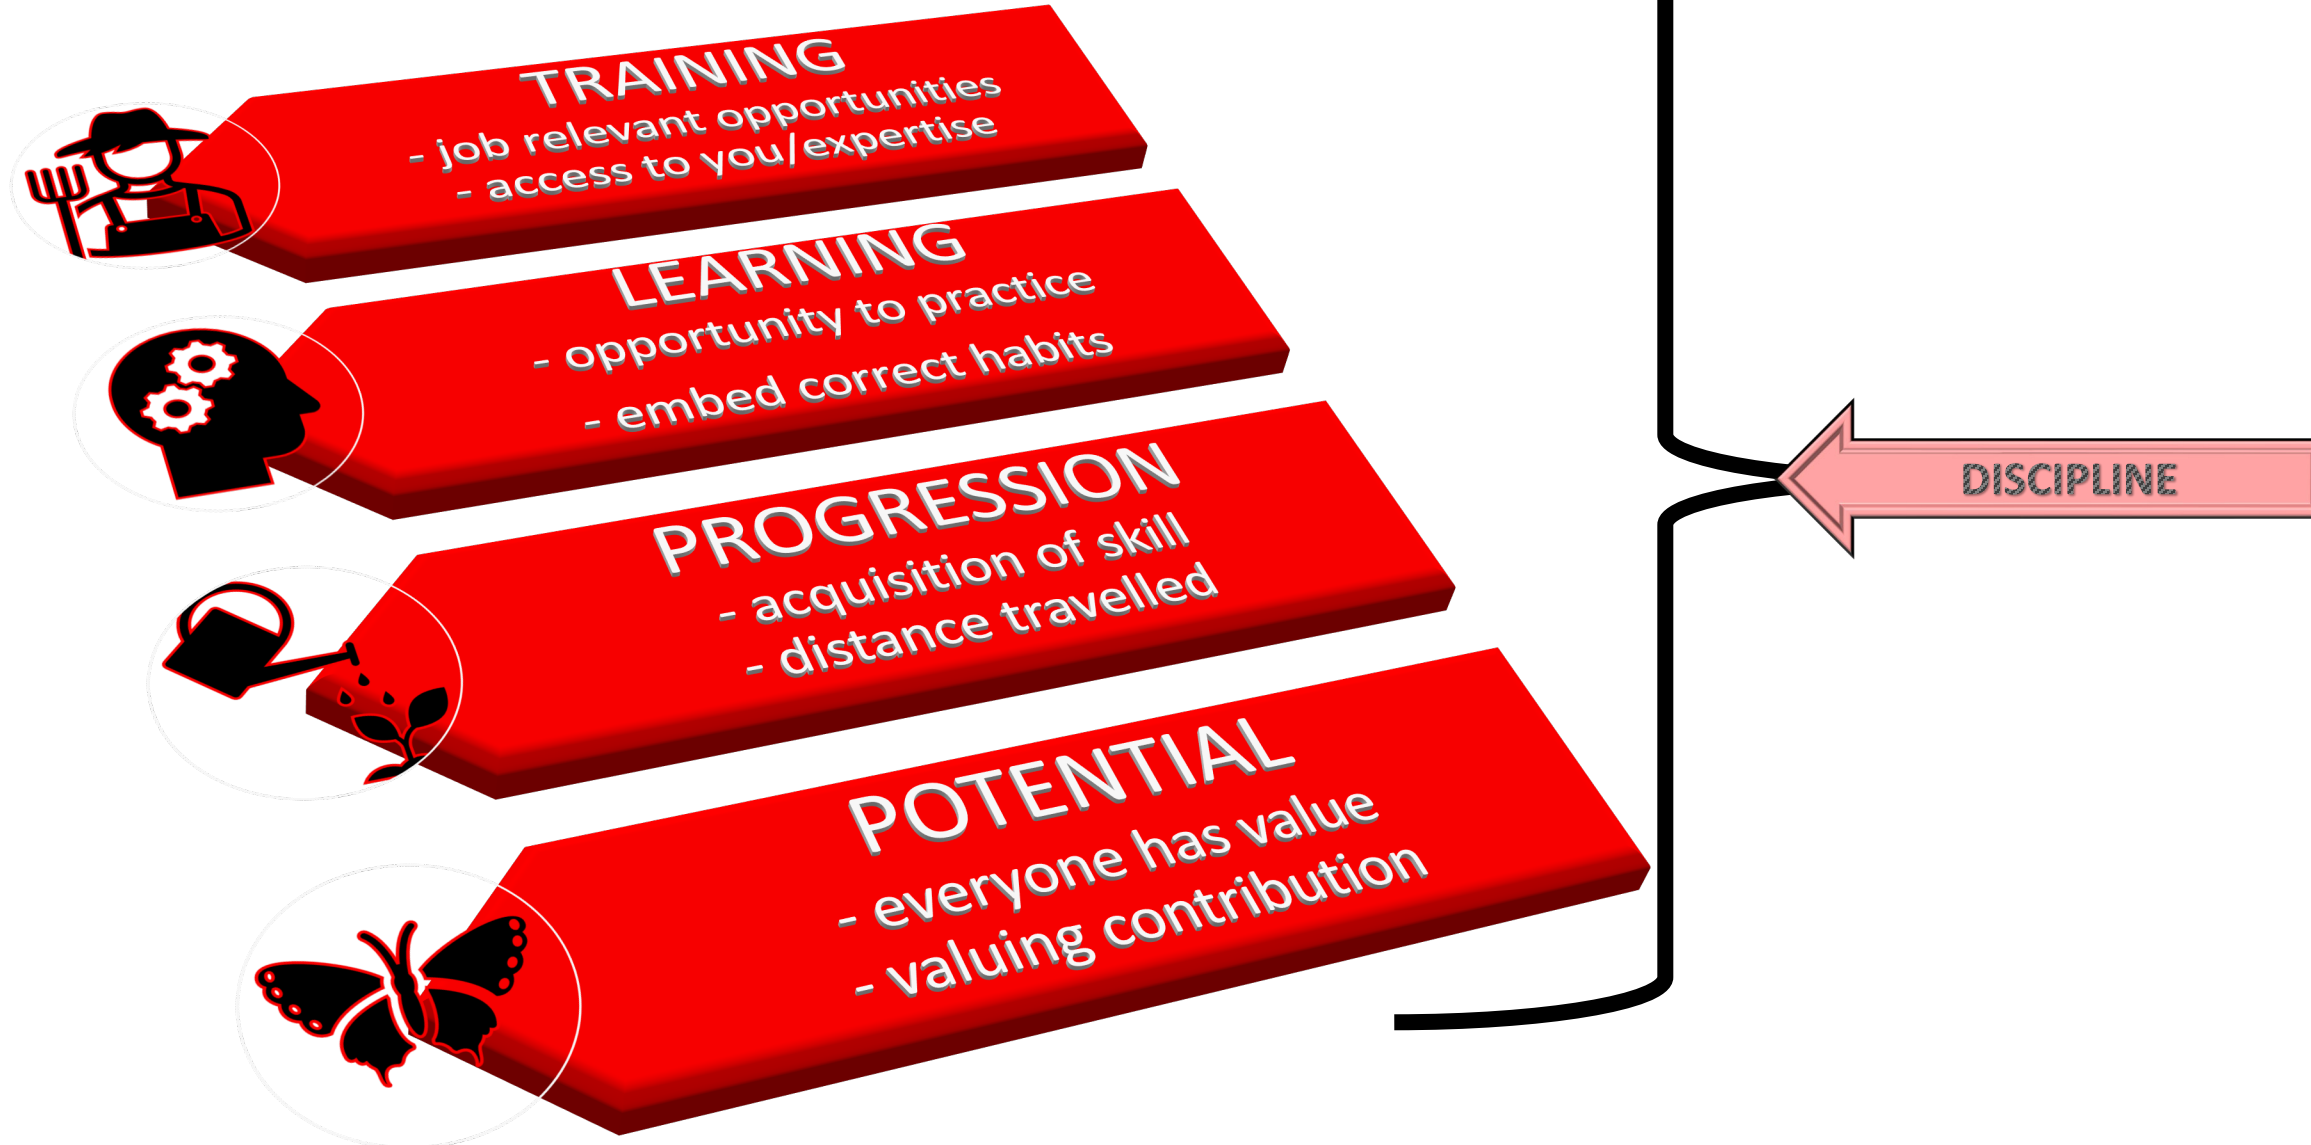 TRAINING
- job relevant opportunities
- access to you/expertise
LEARNING
- opportunity to practice
- embed correct habits
PROGRESSION
- acquisition of skill
- distance travelled
POTENTIAL
- everyone has value
- valuing contribution
DISCIPLINE